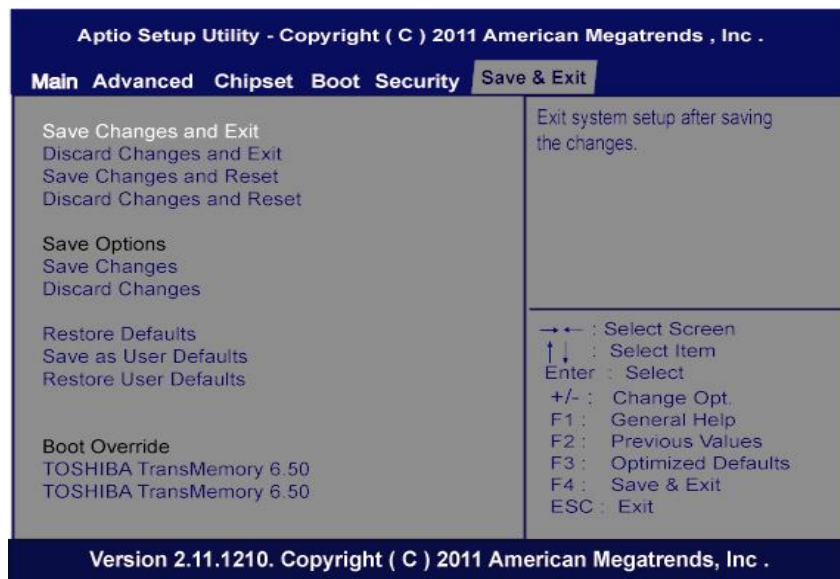 Aptio Setup Utility - Copyright ( C ) 2011 American Megatrends , Inc .
Main Advanced Chipset Boot Security Save & Exit
Save Changes and Exit
Discard Changes and Exit
Save Changes and Reset
Discard Changes and Reset
Save Options
Save Changes
Discard Changes
Restore Defaults
Save as User Defaults
Restore User Defaults
Boot Override
TOSHIBA TransMemory 6.50
TOSHIBA TransMemory 6.50
Exit system setup after saving
the changes.
→← : Select Screen
↑↓ : Select Item
Enter : Select
+/- : Change Opt.
F1 : General Help
F2 : Previous Values
F3 : Optimized Defaults
F4 : Save & Exit
ESC : Exit
Version 2.11.1210. Copyright ( C ) 2011 American Megatrends, Inc .